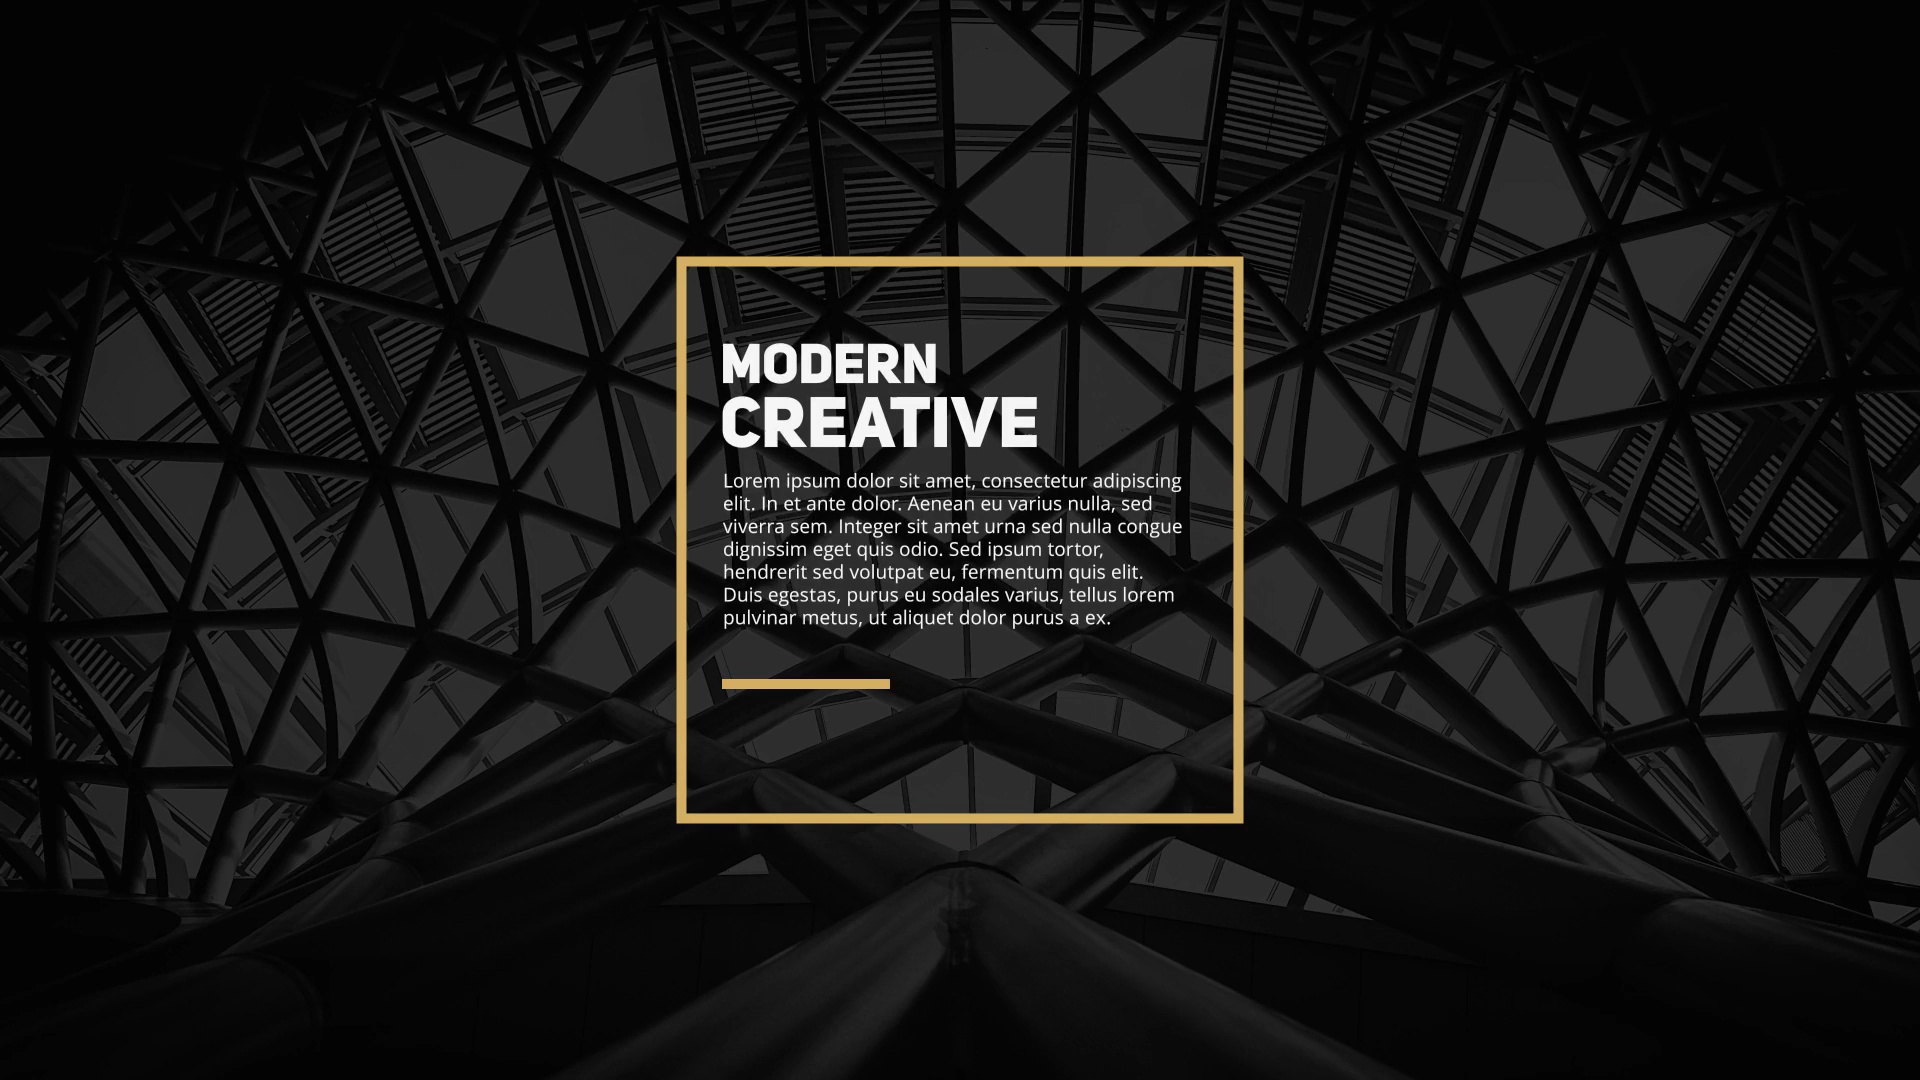 MODERN
CREATIVE
Lorem ipsum dolor sit amet, consectetur adipiscing
elit. In et ante dolor. Aenean eu varius nulla, sed
viverra sem. Integer sit amet urna sed nulla congue
dignissim eget quis odio. Sed ipsum tortor,
hendrerit sed volutpat eu, fermentum quis elit.
Duis egestas, purus eu sodales varius, tellus lorem
pulvinar metus, ut aliquet dolor purus a ex.